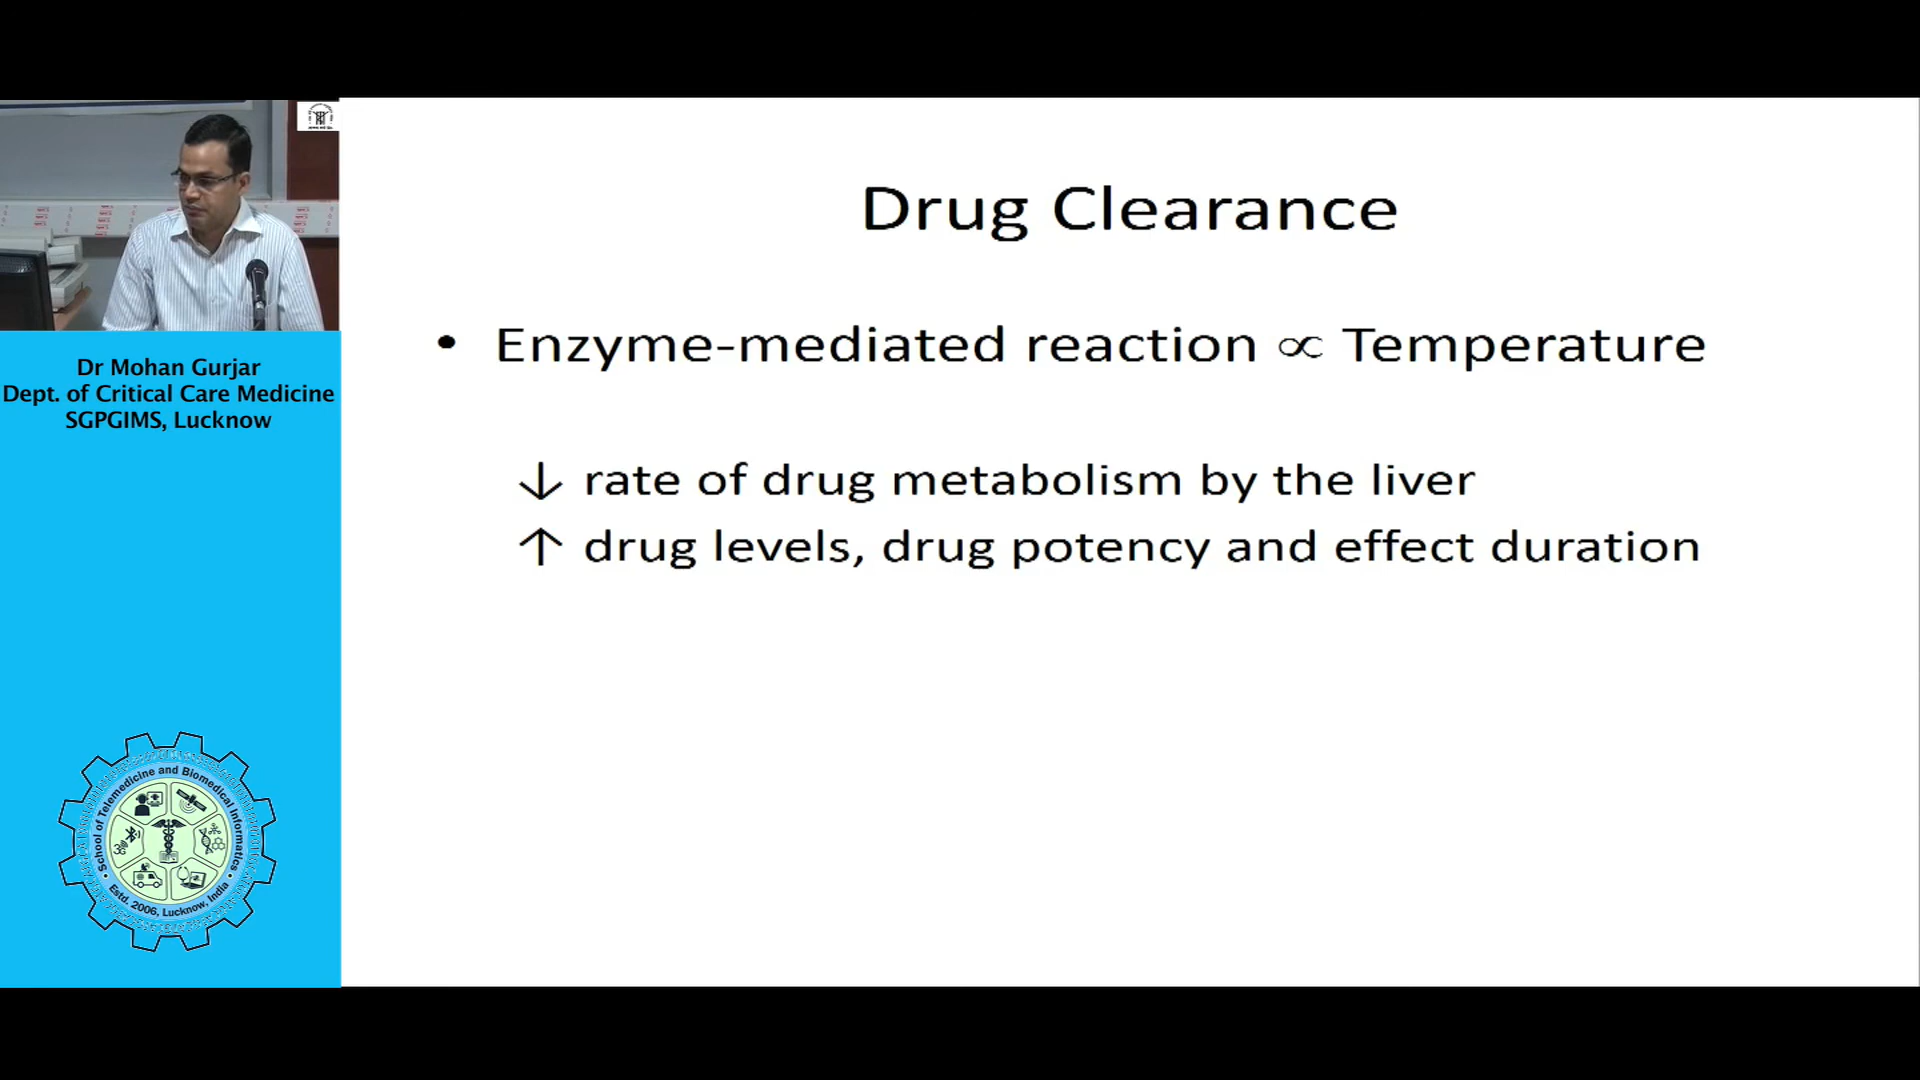 Drug Clearance
• Enzyme-mediated reaction ∝ Temperature
↓ rate of drug metabolism by the liver
↑ drug levels, drug potency and effect duration
Dr Mohan Gurjar
Dept. of Critical Care Medicine
SGPGIMS, Lucknow
School of Telemedicine and Biomedical Informatics
Estd. 2006, Lucknow, India